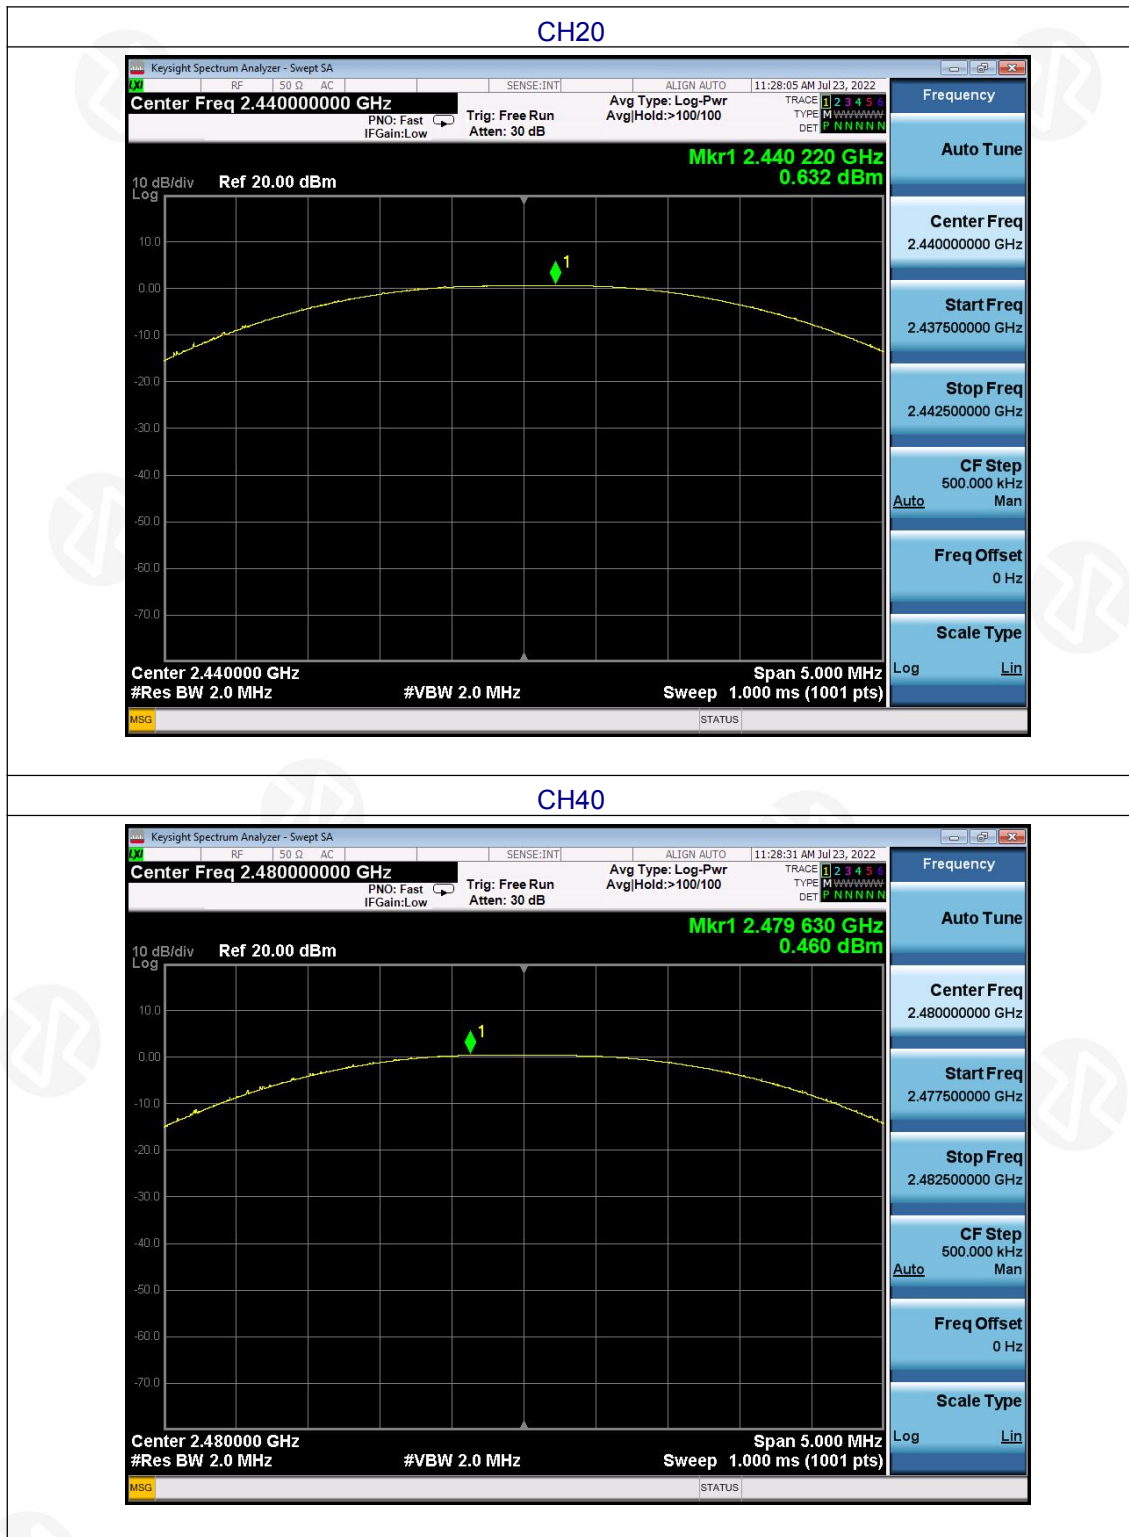 CH20
Keysight Spectrum Analyzer - Swept SA
LXI RF 50 Ω AC SENSE:INT ALIGN AUTO 11:28:05 AM Jul 23, 2022
Center Freq 2.440000000 GHz
PNO: Fast
IFGain:Low
Trig: Free Run
Atten: 30 dB
Avg Type: Log-Pwr
Avg|Hold:>100/100
TRACE 1 2 3 4 5 6
TYPE M WWWWW
DET P N N N N N
Mkr1 2.440 220 GHz
0.632 dBm
10 dB/div Ref 20.00 dBm
Log
10.0
0.00
-10.0
-20.0
-30.0
-40.0
-50.0
-60.0
-70.0
1
Center 2.440000 GHz Span 5.000 MHz
#Res BW 2.0 MHz #VBW 2.0 MHz Sweep 1.000 ms (1001 pts)
MSG STATUS
Frequency
Auto Tune
Center Freq
2.440000000 GHz
Start Freq
2.437500000 GHz
Stop Freq
2.442500000 GHz
CF Step
500.000 kHz
Auto Man
Freq Offset
0 Hz
Scale Type
Log Lin
CH40
Keysight Spectrum Analyzer - Swept SA
LXI RF 50 Ω AC SENSE:INT ALIGN AUTO 11:28:31 AM Jul 23, 2022
Center Freq 2.480000000 GHz
PNO: Fast
IFGain:Low
Trig: Free Run
Atten: 30 dB
Avg Type: Log-Pwr
Avg|Hold:>100/100
TRACE 1 2 3 4 5 6
TYPE M WWWWW
DET P N N N N N
Mkr1 2.479 630 GHz
0.460 dBm
10 dB/div Ref 20.00 dBm
Log
10.0
0.00
-10.0
-20.0
-30.0
-40.0
-50.0
-60.0
-70.0
1
Center 2.480000 GHz Span 5.000 MHz
#Res BW 2.0 MHz #VBW 2.0 MHz Sweep 1.000 ms (1001 pts)
MSG STATUS
Frequency
Auto Tune
Center Freq
2.480000000 GHz
Start Freq
2.477500000 GHz
Stop Freq
2.482500000 GHz
CF Step
500.000 kHz
Auto Man
Freq Offset
0 Hz
Scale Type
Log Lin